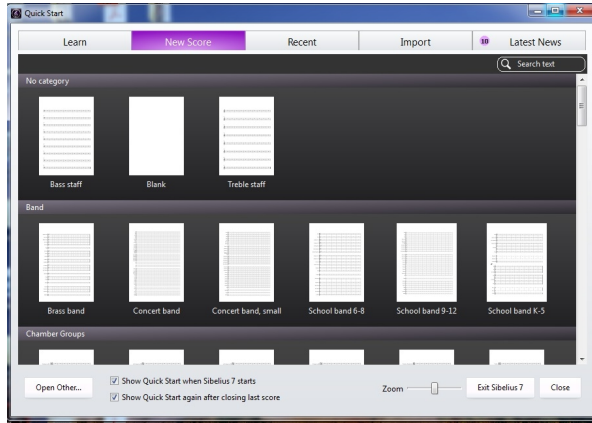 Quick Start
Learn
New Score
Recent
Import
10
Latest News
Search text
No category
Bass staff
Blank
Treble staff
Band
Brass band
Concert band
Concert band, small
School band 6-8
School band 9-12
School band K-5
Chamber Groups
Open Other...
Show Quick Start when Sibelius 7 starts
Show Quick Start again after closing last score
Zoom
Exit Sibelius 7
Close